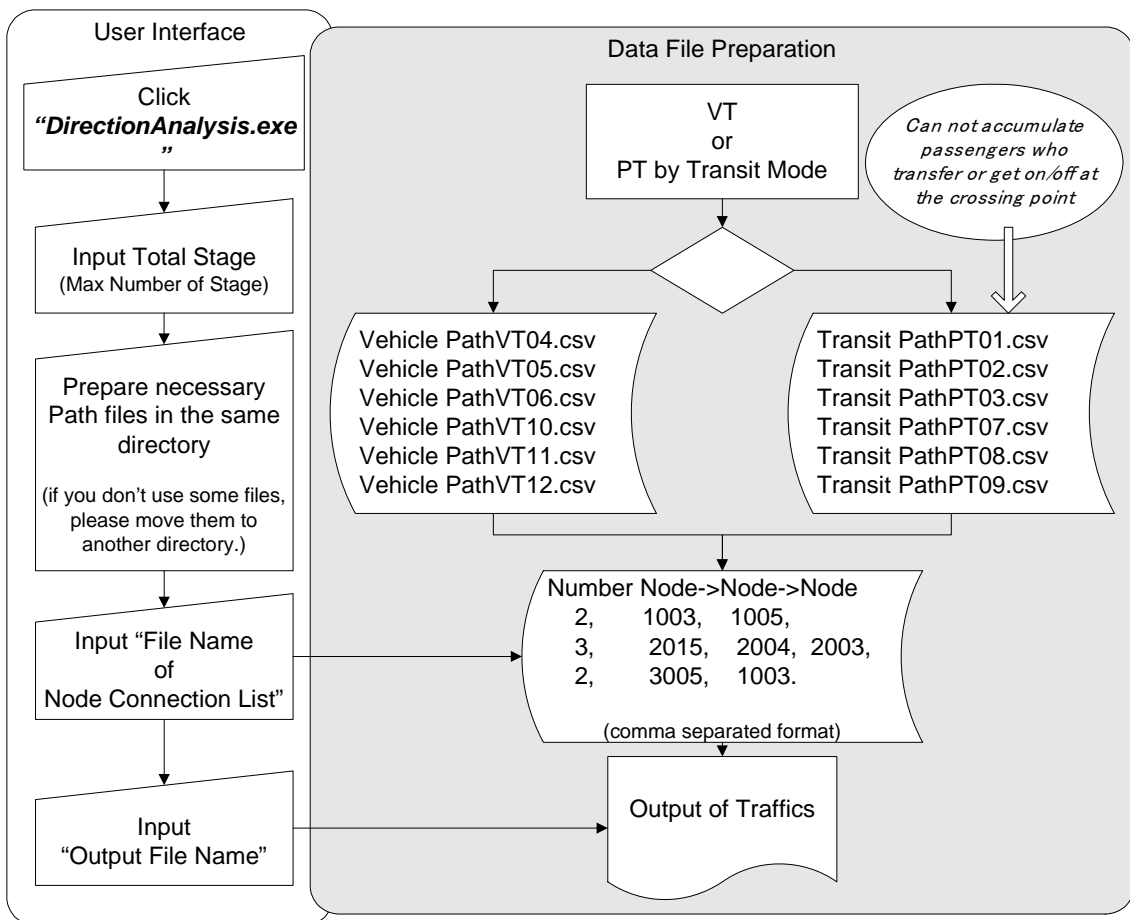 User Interface
Click
“DirectionAnalysis.exe
”
Input Total Stage
(Max Number of Stage)
Prepare necessary
Path files in the same
directory
(if you don’t use some files,
please move them to
another directory.)
Input “File Name
of
Node Connection List”
Input
“Output File Name”
Data File Preparation
VT
or
PT by Transit Mode
Can not accumulate
passengers who
transfer or get on/off at
the crossing point
Vehicle PathVT04.csv
Vehicle PathVT05.csv
Vehicle PathVT06.csv
Vehicle PathVT10.csv
Vehicle PathVT11.csv
Vehicle PathVT12.csv
Transit PathPT01.csv
Transit PathPT02.csv
Transit PathPT03.csv
Transit PathPT07.csv
Transit PathPT08.csv
Transit PathPT09.csv
Number Node->Node->Node
2, 1003, 1005,
3, 2015, 2004, 2003,
2, 3005, 1003.
(comma separated format)
Output of Traffics